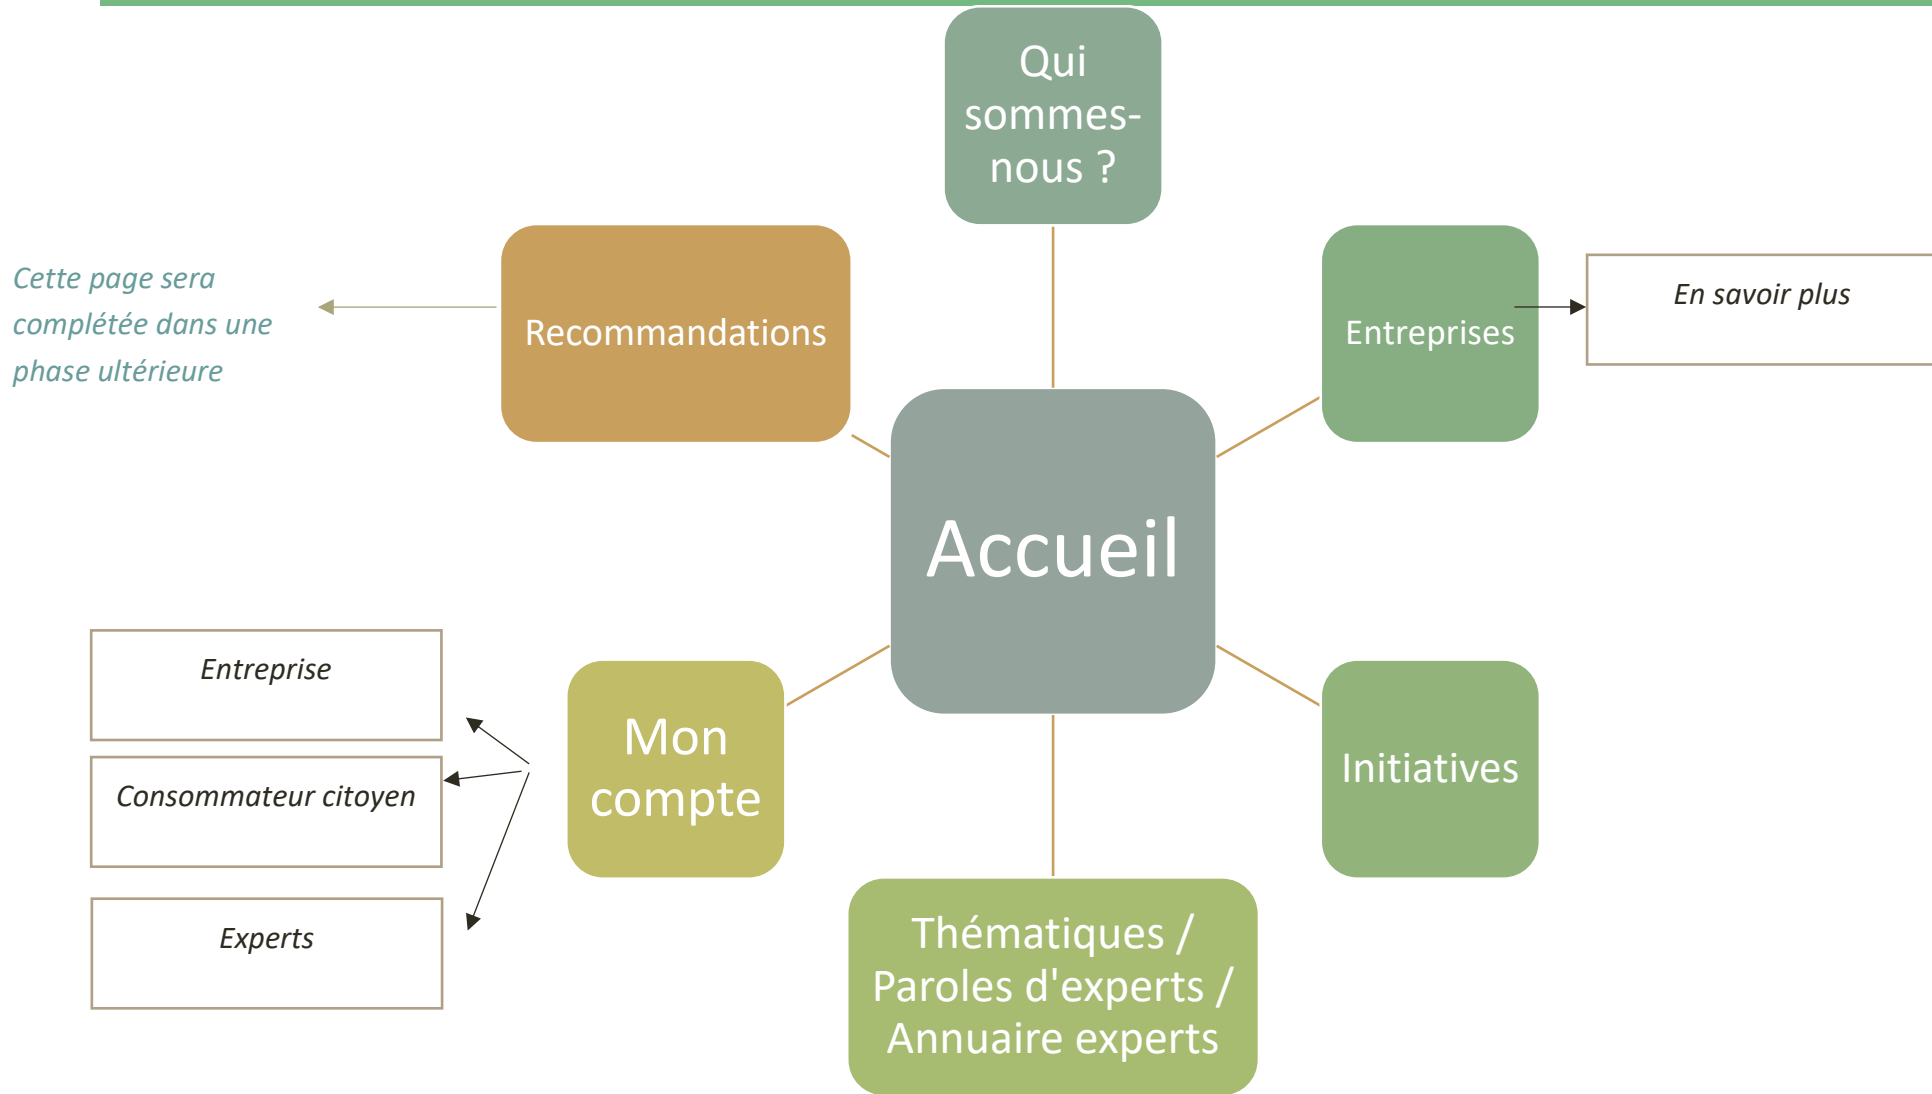 Qui
sommes-
nous ?
Cette page sera
complétée dans une
phase ultérieure
Recommandations
Entreprises
En savoir plus
Accueil
Entreprise
Consommateur citoyen
Experts
Mon
compte
Initiatives
Thématiques /
Paroles d'experts /
Annuaire experts